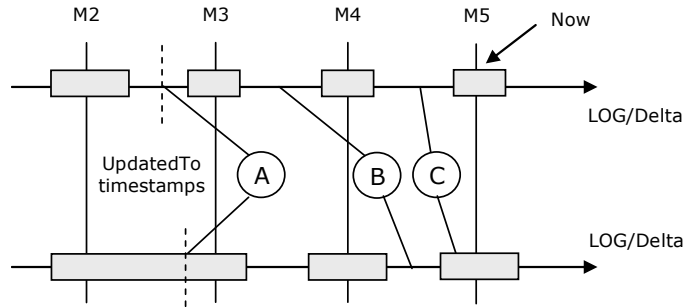 M2 M3 M4 M5 Now
LOG/Delta
UpdatedTo
timestamps
A B C
LOG/Delta